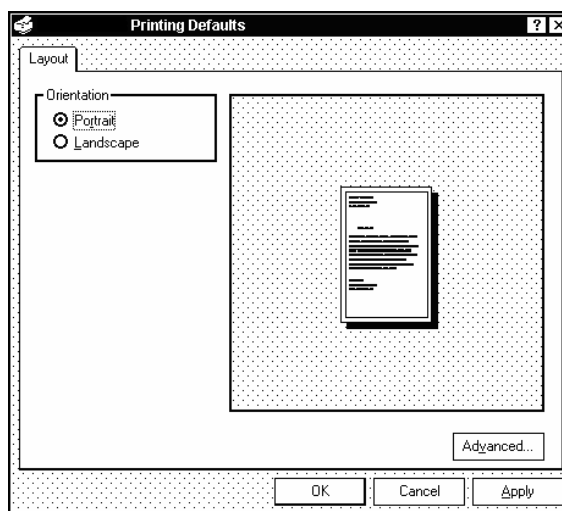 Printing Defaults
Layout
Orientation
Portrait
Landscape
Advanced...
OK Cancel Apply